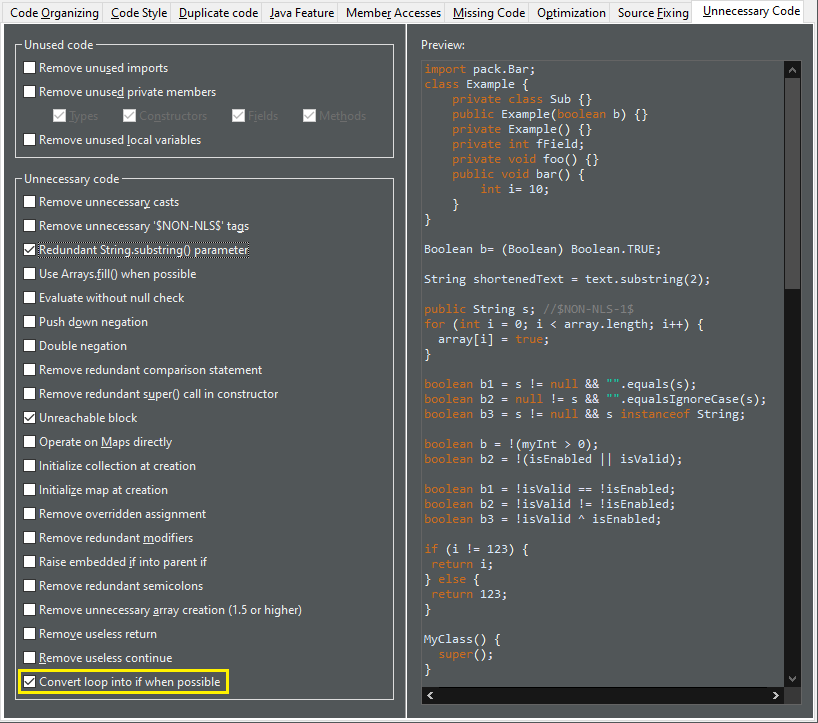 Code Organizing Code Style Duplicate code Java Feature Member Accesses Missing Code Optimization Source Fixing Unnecessary Code
Unused code
Remove unused imports
Remove unused private members
Types Constructors Fields Methods
Remove unused local variables
Unnecessary code
Remove unnecessary casts
Remove unnecessary '$NON-NLS$' tags
Redundant String.substring() parameter
Use Arrays.fill() when possible
Evaluate without null check
Push down negation
Double negation
Remove redundant comparison statement
Remove redundant super() call in constructor
Unreachable block
Operate on Maps directly
Initialize collection at creation
Initialize map at creation
Remove overridden assignment
Remove redundant modifiers
Raise embedded if into parent if
Remove redundant semicolons
Remove unnecessary array creation (1.5 or higher)
Remove useless return
Remove useless continue
Convert loop into if when possible
Preview:
import pack.Bar;
class Example {
    private class Sub {}
    public Example(boolean b) {}
    private Example() {}
    private int fField;
    private void foo() {}
    public void bar() {
        int i= 10;
    }
}
Boolean b= (Boolean) Boolean.TRUE;
String shortenedText = text.substring(2);
public String s; //$NON-NLS-1$
for (int i = 0; i < array.length; i++) {
  array[i] = true;
}
boolean b1 = s != null && "".equals(s);
boolean b2 = null != s && "".equalsIgnoreCase(s);
boolean b3 = s != null && s instanceof String;
boolean b = !(myInt > 0);
boolean b2 = !(isEnabled || isValid);
boolean b1 = !isValid == !isEnabled;
boolean b2 = !isValid != !isEnabled;
boolean b3 = !isValid ^ isEnabled;
if (i != 123) {
 return i;
} else {
 return 123;
}
MyClass() {
  super();
}